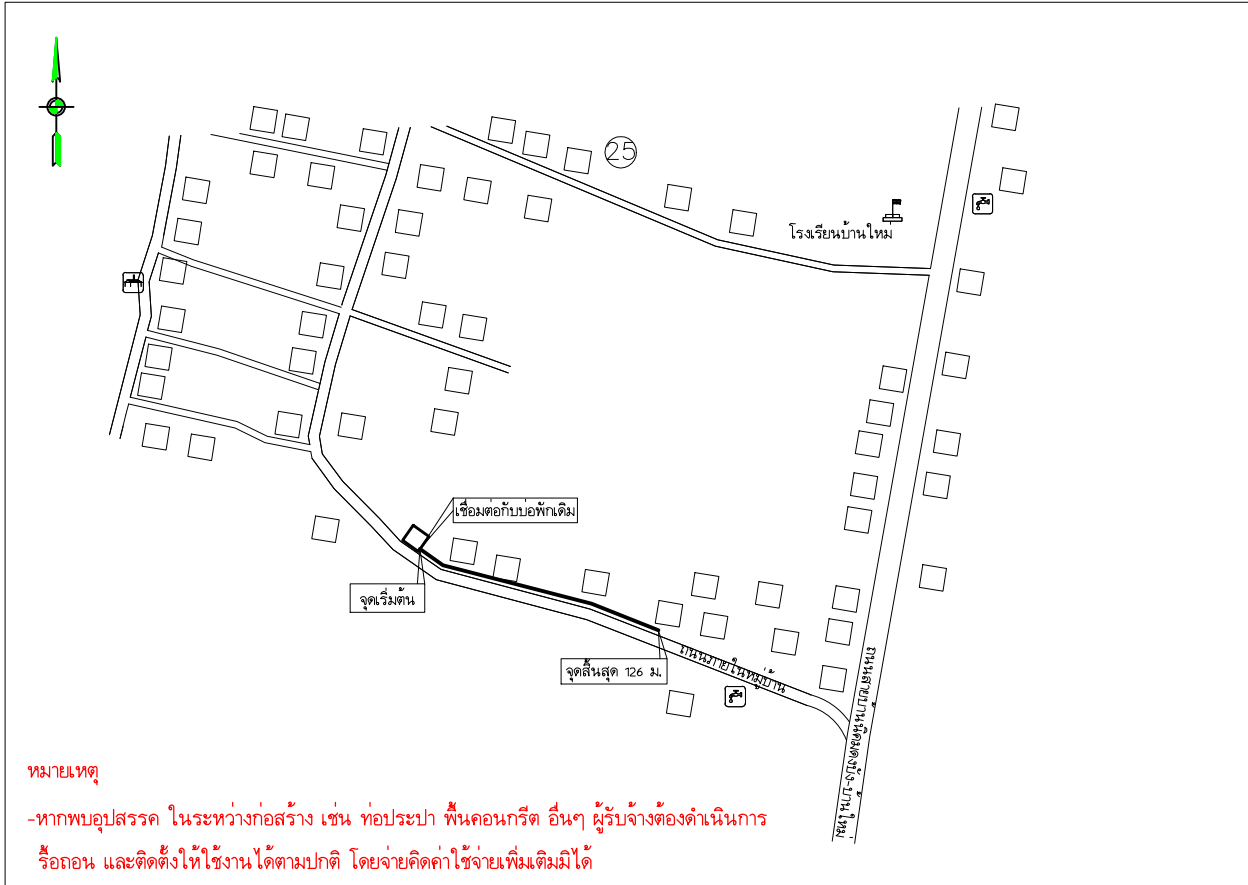 25
โรงเรียนบ้านใหม่
เชื่อมต่อกับบ่อพักเดิม
จุดเริ่มต้น
จุดสิ้นสุด 126 ม.
ถนนภายในหมู่บ้าน
หมายเหตุ
-หากพบอุปสรรค ในระหว่างก่อสร้าง เช่น ท่อประปา พื้นคอนกรีต อื่นๆ ผู้รับจ้างต้องดำเนินการ
รื้อถอน และติดตั้งให้ใช้งานได้ตามปกติ โดยจ่ายคิดค่าใช้จ่ายเพิ่มเติมมิได้